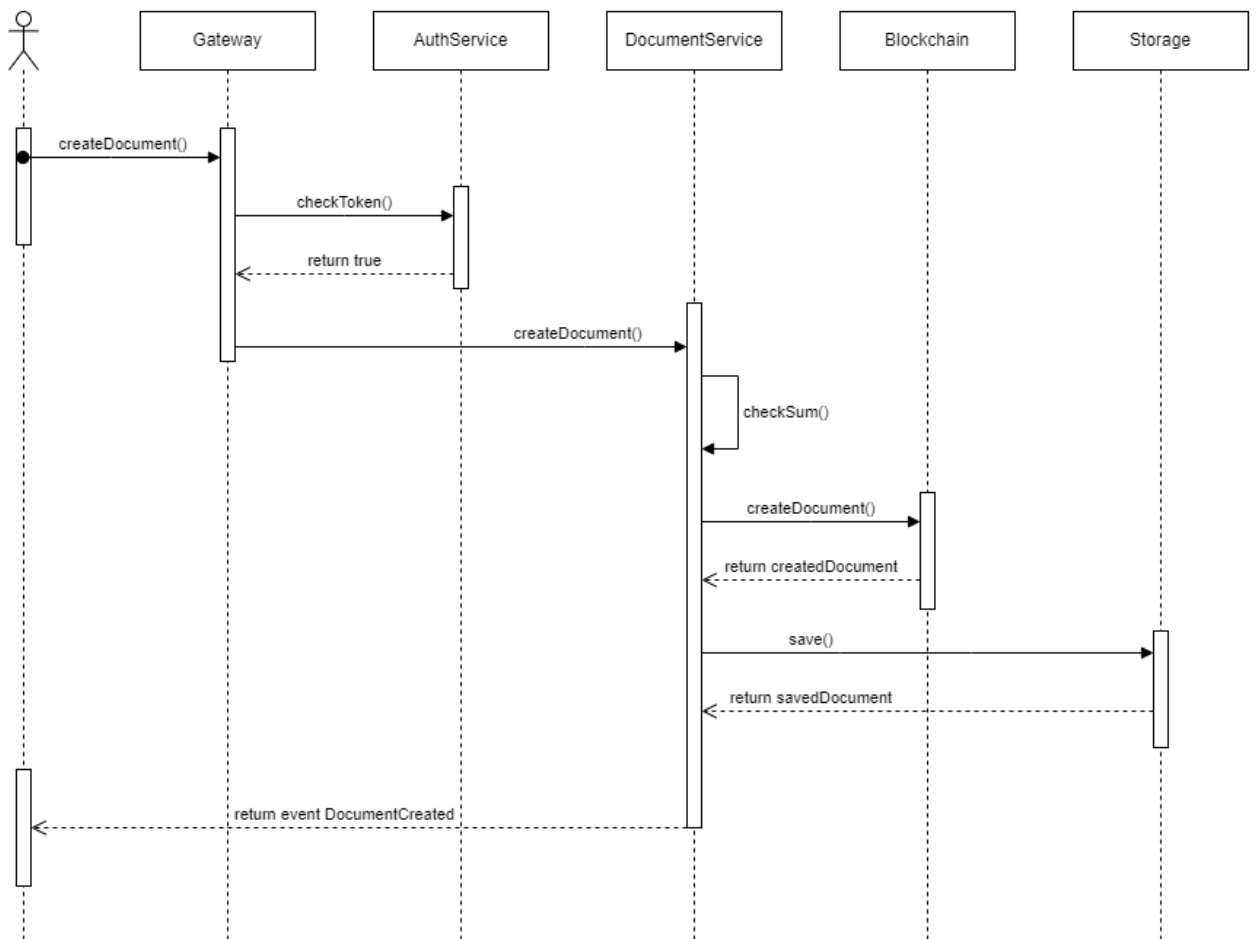 Gateway
AuthService
DocumentService
Blockchain
Storage
createDocument()
checkToken()
return true
createDocument()
checkSum()
createDocument()
return createdDocument
save()
return savedDocument
return event DocumentCreated